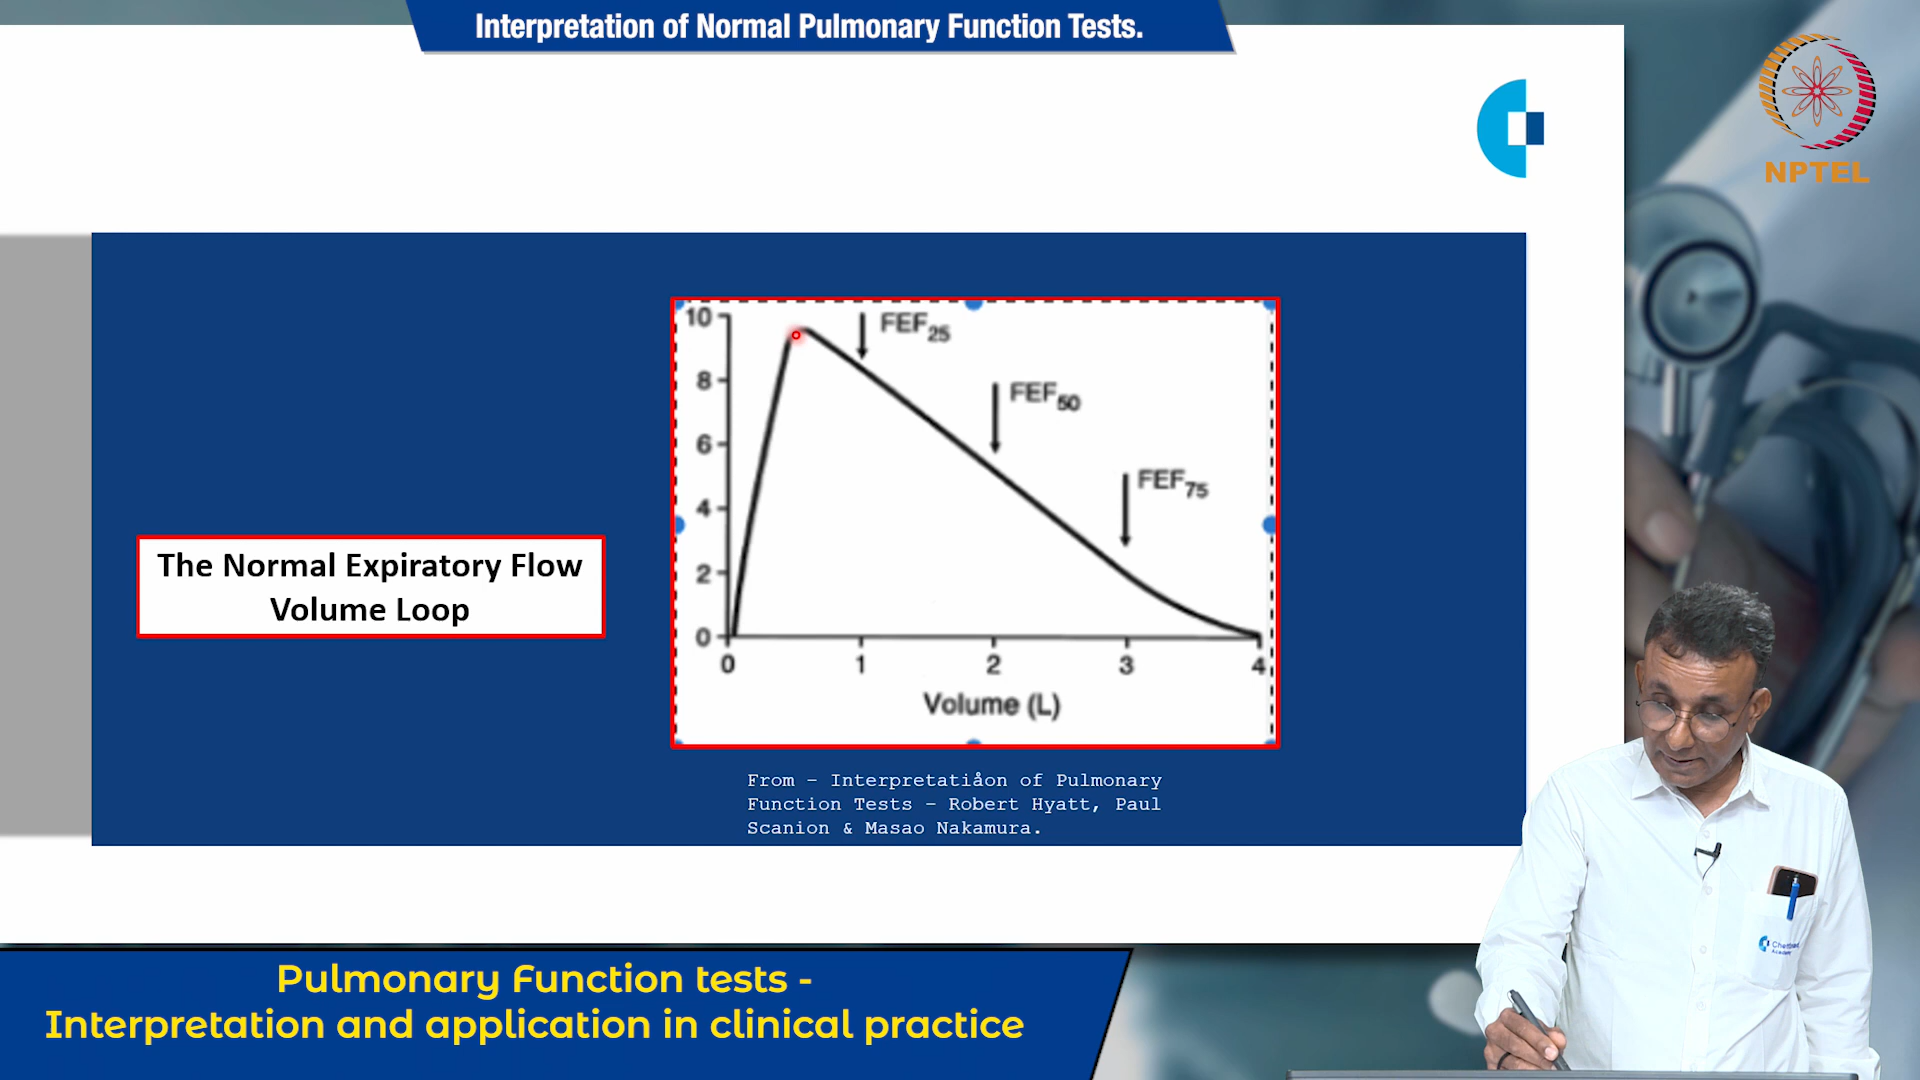 Interpretation of Normal Pulmonary Function Tests.
NPTEL
10
8
6
4
2
0
FEF25
FEF50
FEF75
0 1 2 3 4
Volume (L)
The Normal Expiratory Flow
Volume Loop
From – Interpretatiåon of Pulmonary
Function Tests – Robert Hyatt, Paul
Scanion & Masao Nakamura.
Pulmonary Function tests -
Interpretation and application in clinical practice